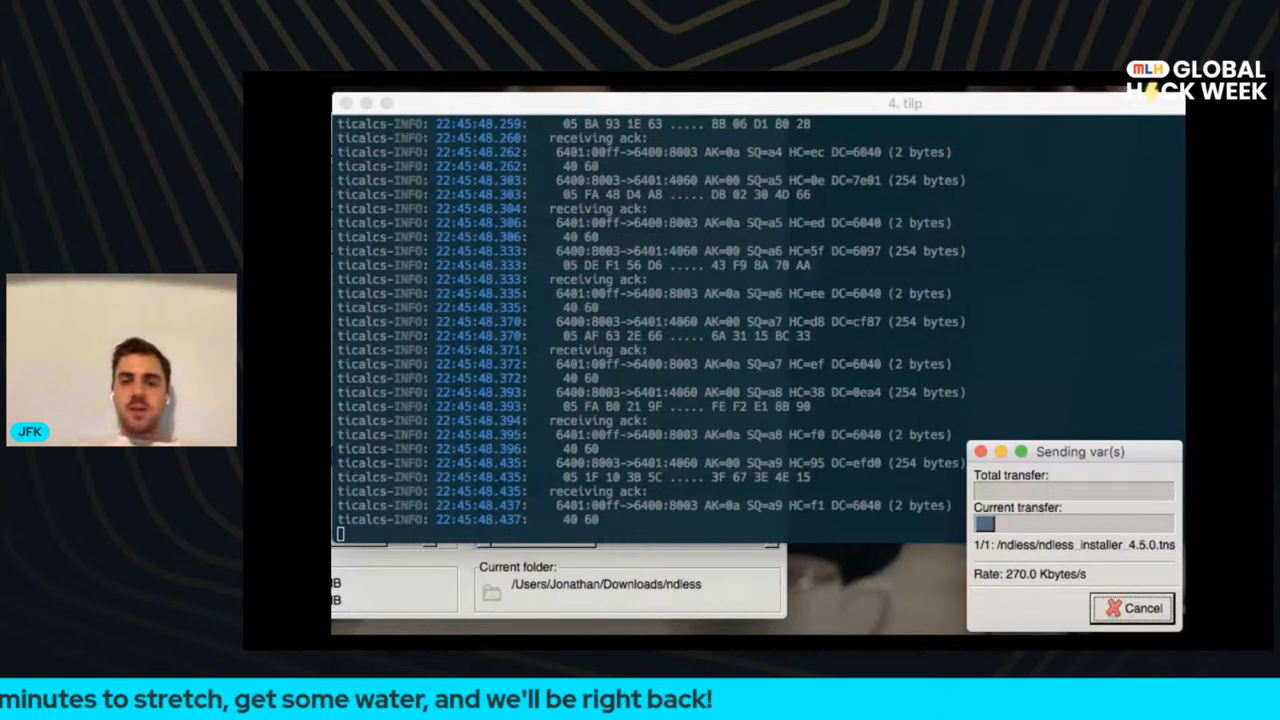 MLH GLOBAL
HACK WEEK
4. tilp
ticalcs-INFO: 22:45:48.259: 05 BA 93 1E 63 ..... 8B 06 D1 80 2B
ticalcs-INFO: 22:45:48.260: receiving ack:
ticalcs-INFO: 22:45:48.262: 6401:00ff->6400:8003 AK=0a SQ=a4 HC=ec DC=6040 (2 bytes)
ticalcs-INFO: 22:45:48.262: 40 60
ticalcs-INFO: 22:45:48.303: 6400:8003->6401:4060 AK=00 SQ=a5 HC=0e DC=7e01 (254 bytes)
ticalcs-INFO: 22:45:48.303: 05 FA 48 D4 A8 ..... DB 02 30 4D 66
ticalcs-INFO: 22:45:48.304: receiving ack:
ticalcs-INFO: 22:45:48.306: 6401:00ff->6400:8003 AK=0a SQ=a5 HC=ed DC=6040 (2 bytes)
ticalcs-INFO: 22:45:48.306: 40 60
ticalcs-INFO: 22:45:48.333: 6400:8003->6401:4060 AK=00 SQ=a6 HC=5f DC=6097 (254 bytes)
ticalcs-INFO: 22:45:48.333: 05 DE F1 56 D6 ..... 43 F9 8A 70 AA
ticalcs-INFO: 22:45:48.333: receiving ack:
ticalcs-INFO: 22:45:48.335: 6401:00ff->6400:8003 AK=0a SQ=a6 HC=ee DC=6040 (2 bytes)
ticalcs-INFO: 22:45:48.335: 40 60
ticalcs-INFO: 22:45:48.370: 6400:8003->6401:4060 AK=00 SQ=a7 HC=d8 DC=cf87 (254 bytes)
ticalcs-INFO: 22:45:48.370: 05 AF 63 2E 66 ..... 6A 31 15 BC 33
ticalcs-INFO: 22:45:48.371: receiving ack:
ticalcs-INFO: 22:45:48.372: 6401:00ff->6400:8003 AK=0a SQ=a7 HC=ef DC=6040 (2 bytes)
ticalcs-INFO: 22:45:48.372: 40 60
ticalcs-INFO: 22:45:48.393: 6400:8003->6401:4060 AK=00 SQ=a8 HC=38 DC=0ea4 (254 bytes)
ticalcs-INFO: 22:45:48.393: 05 FA B0 21 9F ..... FE F2 E1 8B 90
ticalcs-INFO: 22:45:48.394: receiving ack:
ticalcs-INFO: 22:45:48.395: 6401:00ff->6400:8003 AK=0a SQ=a8 HC=f0 DC=6040 (2 bytes)
ticalcs-INFO: 22:45:48.396: 40 60
ticalcs-INFO: 22:45:48.435: 6400:8003->6401:4060 AK=00 SQ=a9 HC=95 DC=efd0 (254 bytes)
ticalcs-INFO: 22:45:48.435: 05 1F 10 3B 5C ..... 3F 67 3E 4E 15
ticalcs-INFO: 22:45:48.435: receiving ack:
ticalcs-INFO: 22:45:48.437: 6401:00ff->6400:8003 AK=0a SQ=a9 HC=f1 DC=6040 (2 bytes)
ticalcs-INFO: 22:45:48.437: 40 60
Sending var(s)
Total transfer:
Current transfer:
1/1: /ndless/ndless_installer_4.5.0.tns
Rate: 270.0 Kbytes/s
Cancel
Current folder:
/Users/Jonathan/Downloads/ndless
JFK
minutes to stretch, get some water, and we'll be right back!